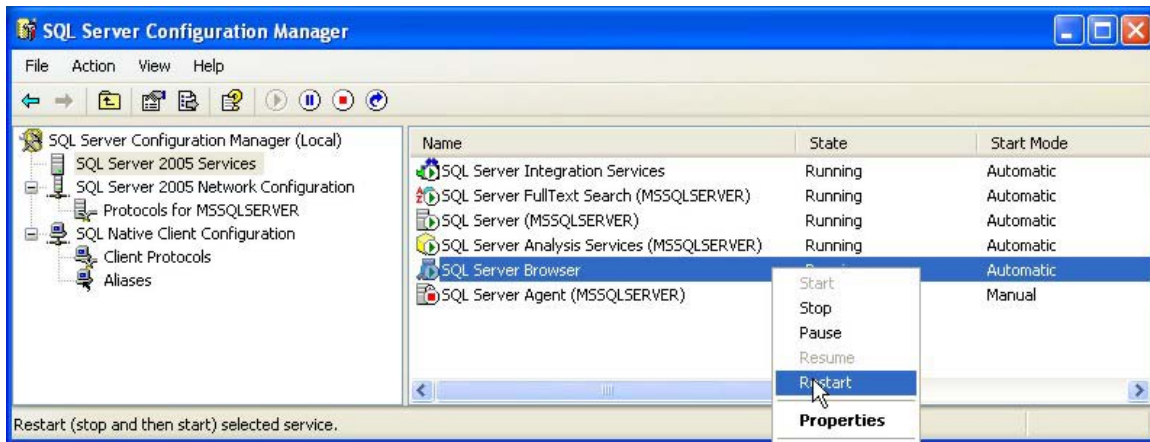 SQL Server Configuration Manager
File Action View Help
SQL Server Configuration Manager (Local)
SQL Server 2005 Services
SQL Server 2005 Network Configuration
Protocols for MSSQLSERVER
SQL Native Client Configuration
Client Protocols
Aliases
Name State Start Mode
SQL Server Integration Services Running Automatic
SQL Server FullText Search (MSSQLSERVER) Running Automatic
SQL Server (MSSQLSERVER) Running Automatic
SQL Server Analysis Services (MSSQLSERVER) Running Automatic
SQL Server Browser Automatic
SQL Server Agent (MSSQLSERVER) Manual
Start
Stop
Pause
Resume
Restart
Properties
Restart (stop and then start) selected service.